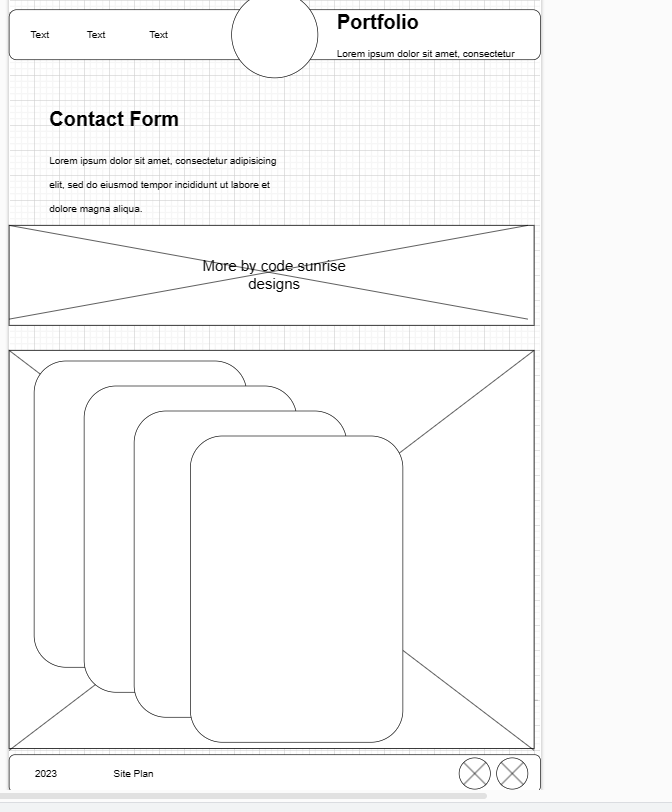 Text Text Text
Portfolio
Lorem ipsum dolor sit amet, consectetur
Contact Form
Lorem ipsum dolor sit amet, consectetur adipisicing
elit, sed do eiusmod tempor incididunt ut labore et
dolore magna aliqua.
More by code sunrise
designs
2023 Site Plan